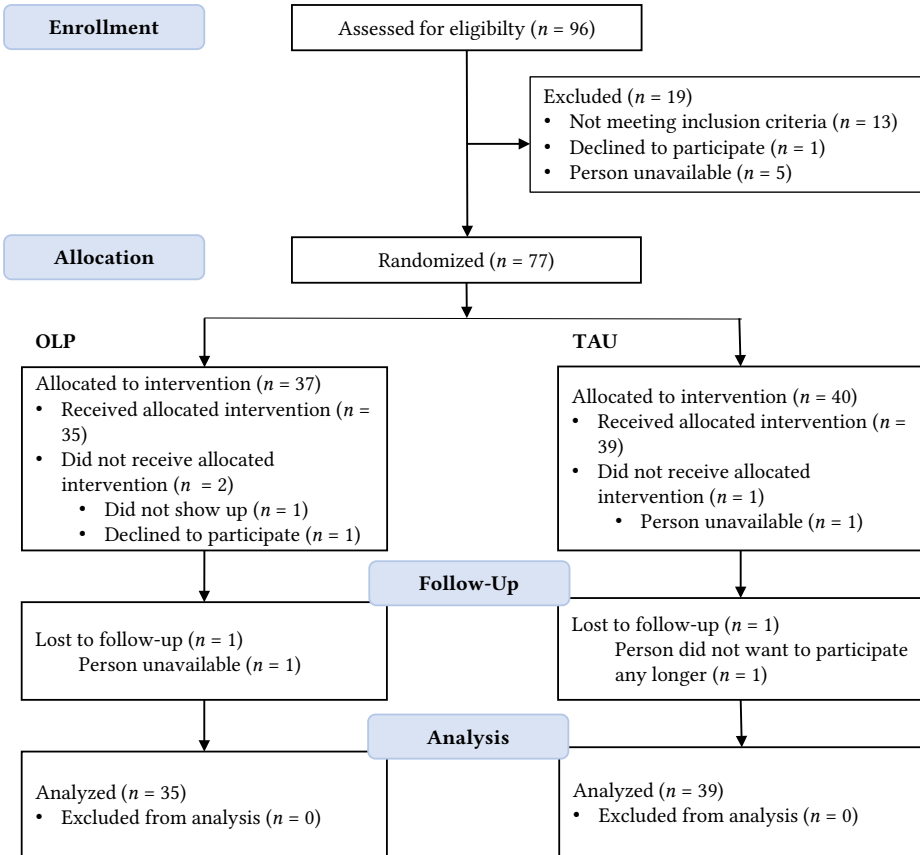 Enrollment
Assessed for eligibilty (n = 96)
Excluded (n = 19)
• Not meeting inclusion criteria (n = 13)
• Declined to participate (n = 1)
• Person unavailable (n = 5)
Allocation
Randomized (n = 77)
OLP
Allocated to intervention (n = 37)
• Received allocated intervention (n =
35)
• Did not receive allocated
intervention (n = 2)
• Did not show up (n = 1)
• Declined to participate (n = 1)
TAU
Allocated to intervention (n = 40)
• Received allocated intervention (n =
39)
• Did not receive allocated
intervention (n = 1)
• Person unavailable (n = 1)
Follow-Up
Lost to follow-up (n = 1)
Person unavailable (n = 1)
Lost to follow-up (n = 1)
Person did not want to participate
any longer (n = 1)
Analysis
Analyzed (n = 35)
• Excluded from analysis (n = 0)
Analyzed (n = 39)
• Excluded from analysis (n = 0)